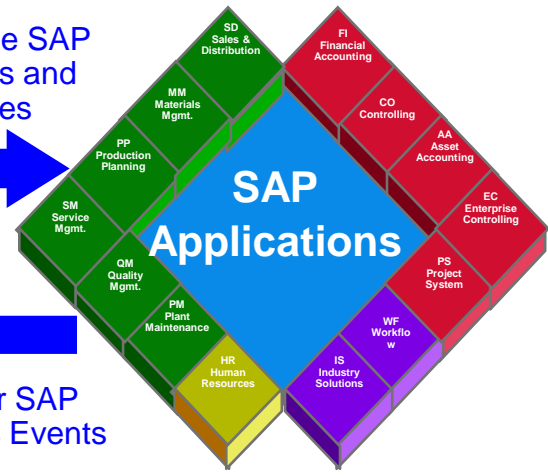 e SAP
s and
es
SD
Sales &
Distribution
MM
Materials
Mgmt.
PP
Production
Planning
SM
Service
Mgmt.
QM
Quality
Mgmt.
PM
Plant
Maintenance
HR
Human
Resources
FI
Financial
Accounting
CO
Controlling
AA
Asset
Accounting
EC
Enterprise
Controlling
PS
Project
System
WF
Workflo
w
IS
Industry
Solutions
SAP
Applications
r SAP
s Events